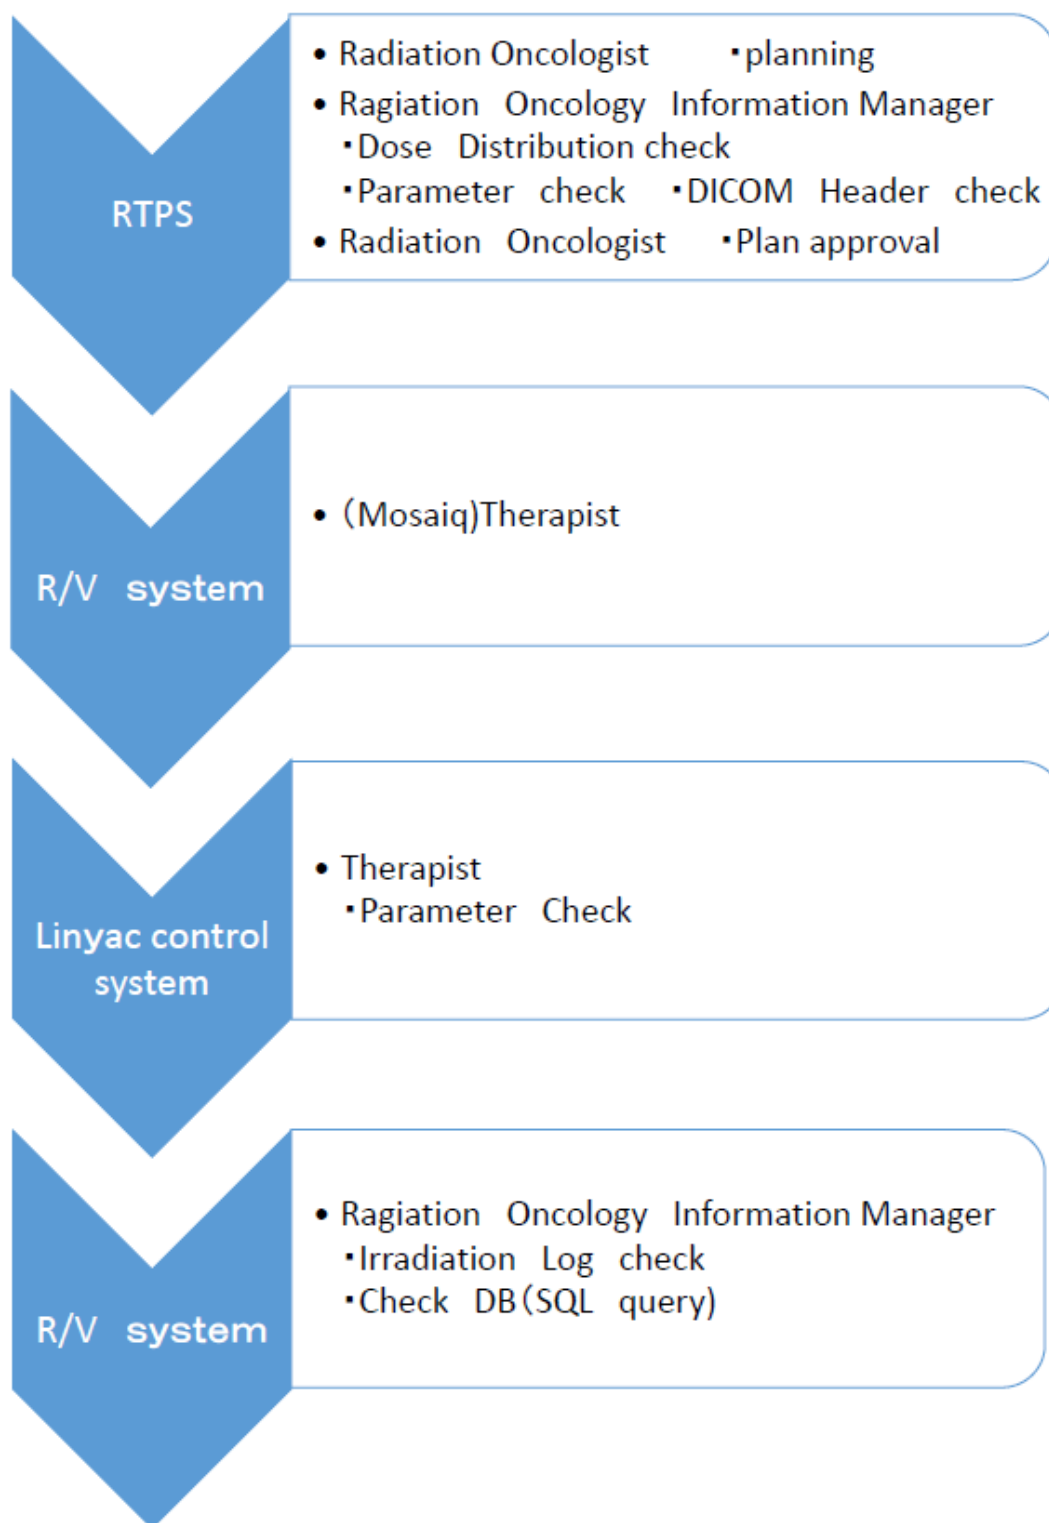 RTPS
• Radiation Oncologist ・planning
• Ragiation Oncology Information Manager
・Dose Distribution check
・Parameter check ・DICOM Header check
• Radiation Oncologist ・Plan approval
R/V system
• (Mosaiq)Therapist
Linyac control
system
• Therapist
・Parameter Check
R/V system
• Ragiation Oncology Information Manager
・Irradiation Log check
・Check DB(SQL query)